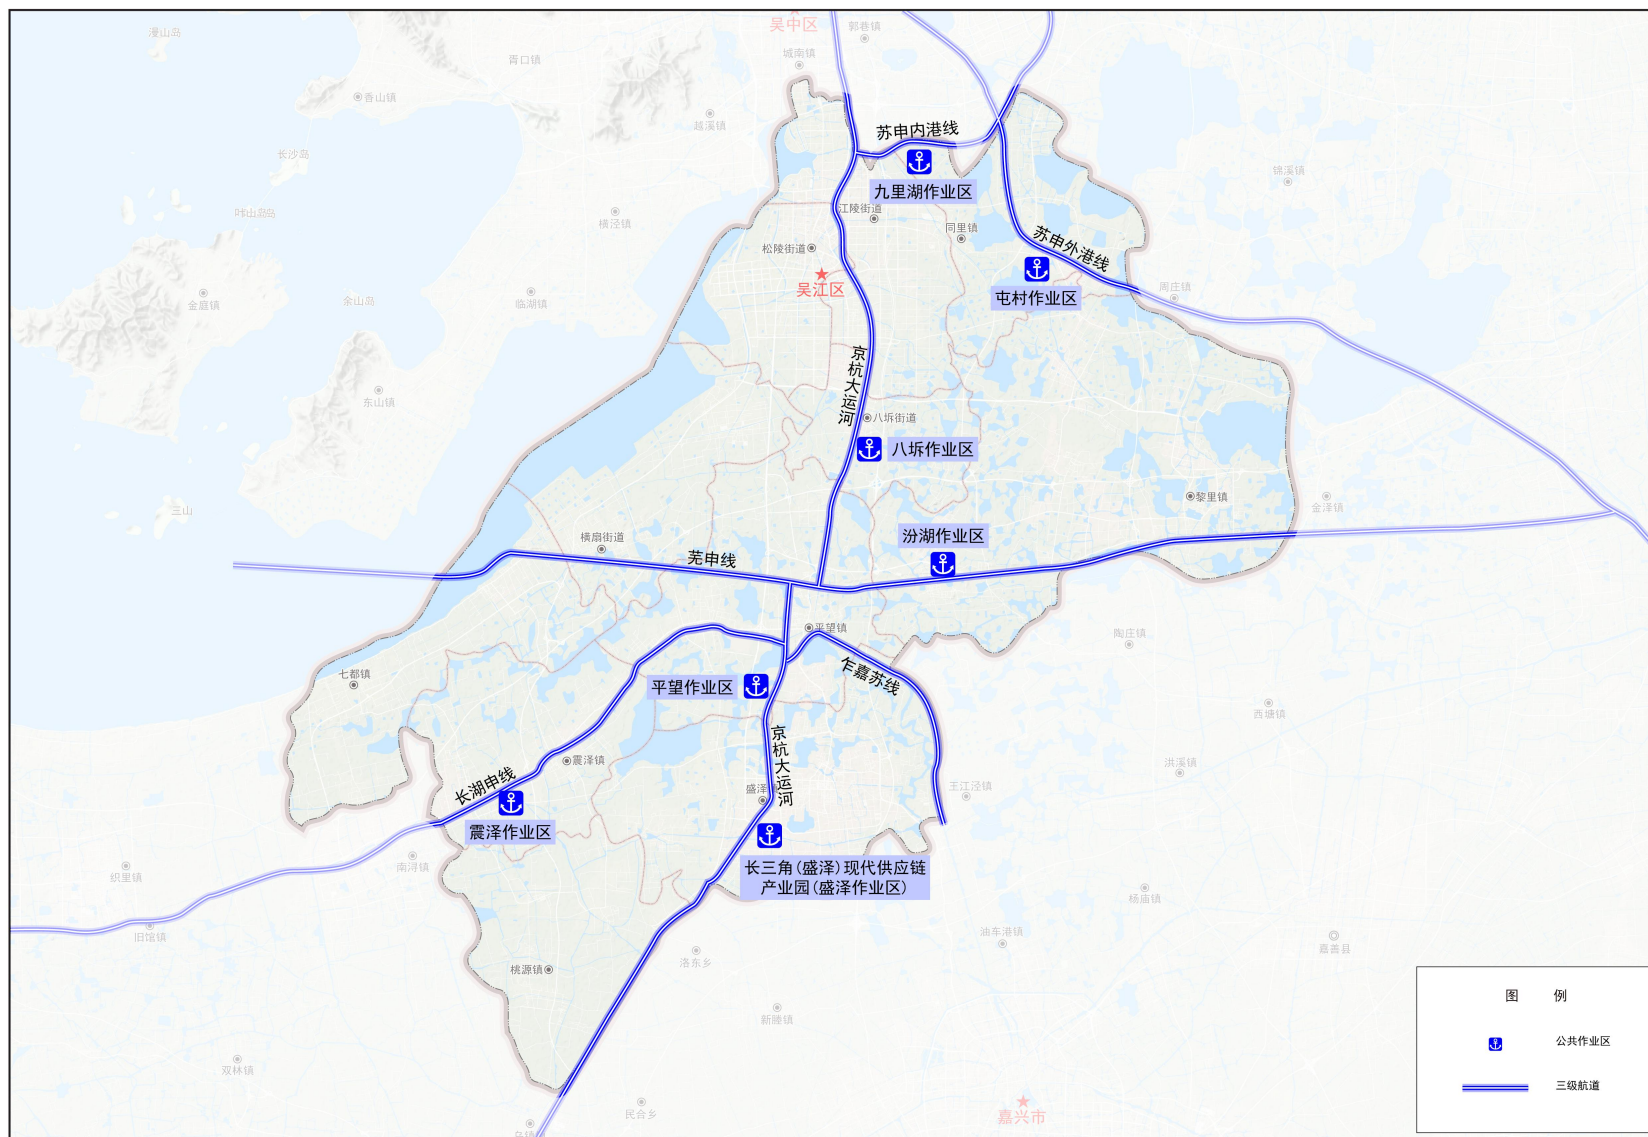 吴中区
郭巷镇
漫山岛
城南镇
胥口镇
香山镇
越溪镇
苏申内港线
长沙岛
九里湖作业区
锦溪镇
横泾镇
江陵街道
同里镇
松陵街道
苏申外港线
吴江区
屯村作业区
周庄镇
金庭镇
余山岛
临湖镇
京杭大运河
东山镇
八坼街道
八坼作业区
黎里镇
金泽镇
三山
汾湖作业区
横扇街道
芜申线
平望镇
陶庄镇
七都镇
平望作业区
乍嘉苏线
西塘镇
京杭大运河
震泽镇
洪溪镇
长湖申线
盛泽镇
王江泾镇
震泽作业区
长三角(盛泽)现代供应链
产业园(盛泽作业区)
南浔镇
织里镇
杨庙镇
旧馆镇
油车港镇
嘉善县
洛东乡
桃源镇
新塍镇
双林镇
民合乡
嘉兴市
图 例
公共作业区
三级航道